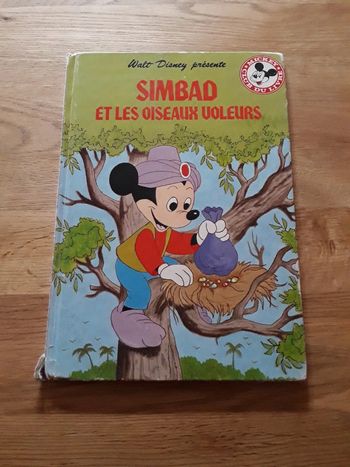 Walt Disney présente
SIMBAD
ET LES OISEAUX VOLEURS
MICKEY
CLUB DU LIVRE